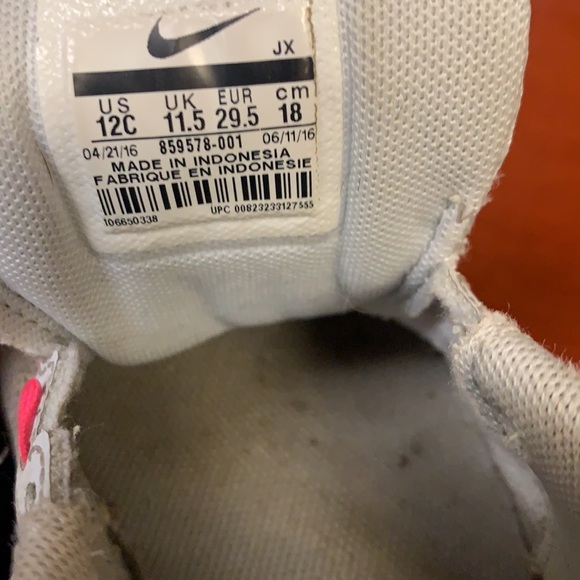 JX
US UK EUR cm
12C 11.5 29.5 18
04/21/16 859578-001 06/11/16
MADE IN INDONESIA
FABRIQUE EN INDONESIE
106650338 UPC 00823233127555